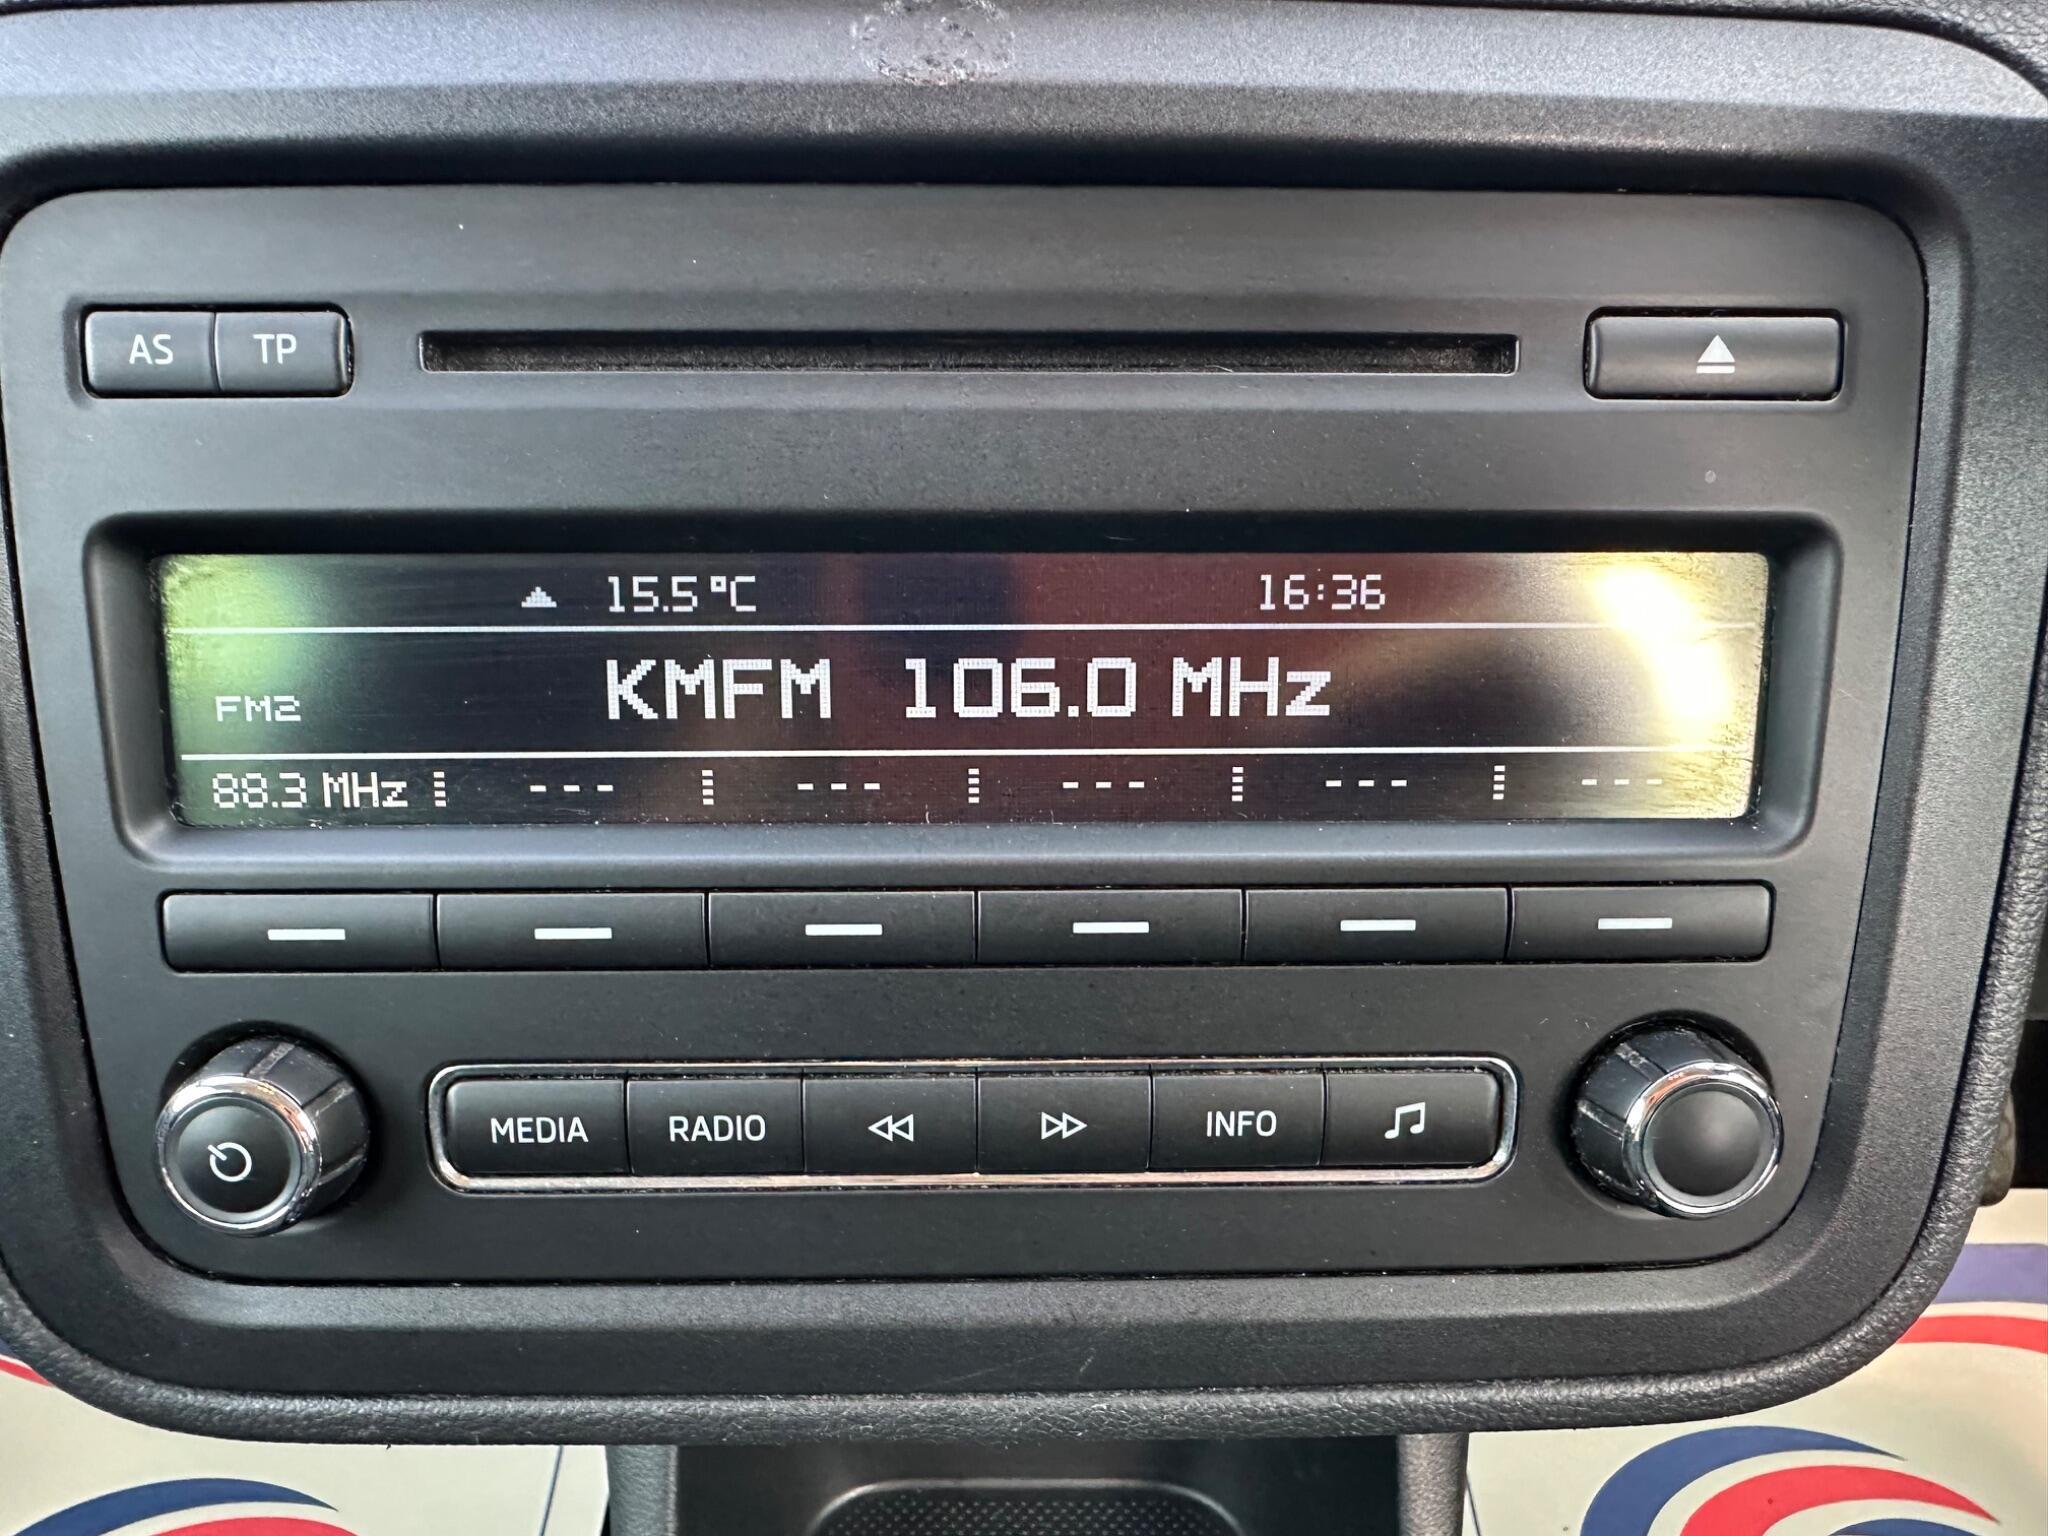 AS TP
15.5°C 16:36
FM2 KMFM 106.0 MHz
88.3 MHz --- --- --- --- ---
MEDIA RADIO INFO